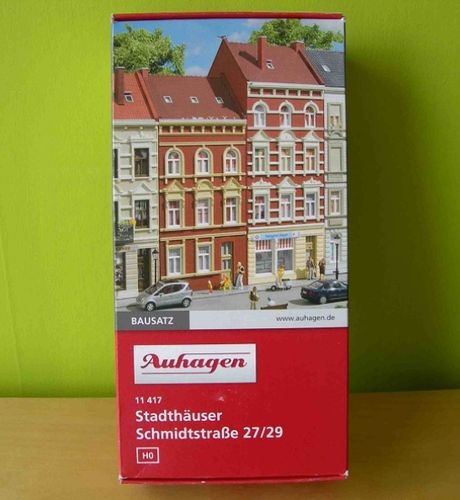 BAUSATZ
www.auhagen.de
Auhagen
11 417
Stadthäuser
Schmidtstraße 27/29
H0